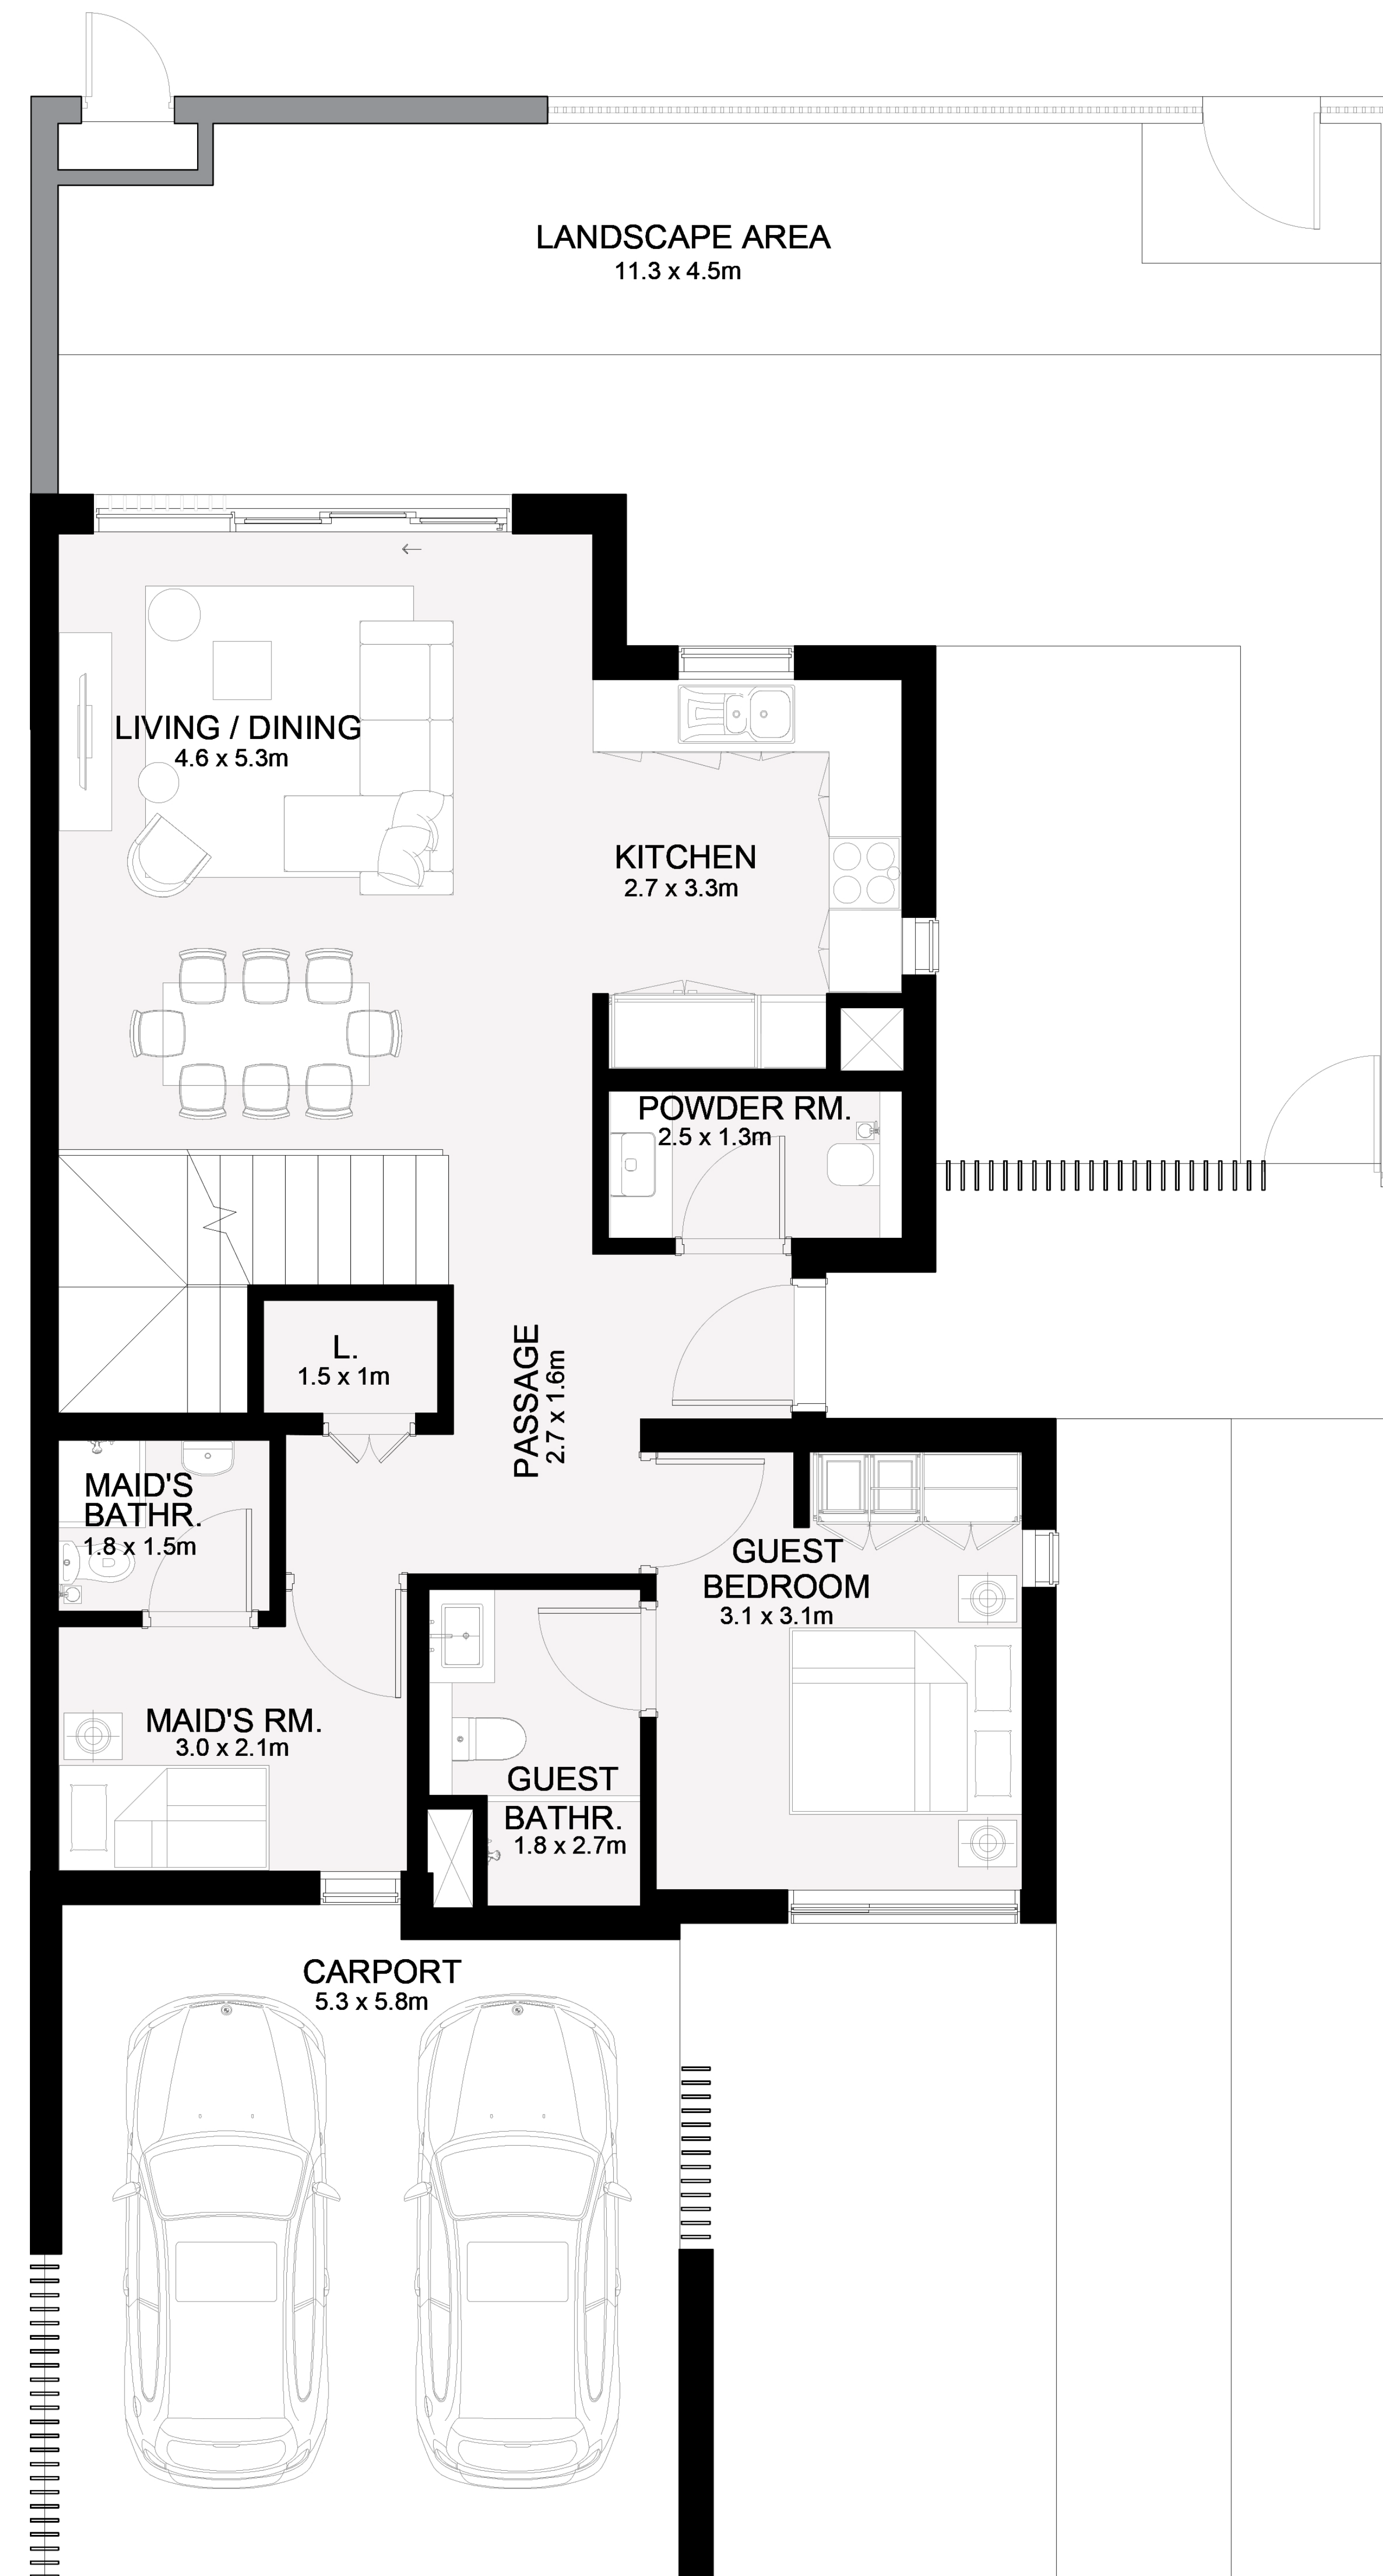 LANDSCAPE AREA
11.3 x 4.5m
LIVING / DINING
4.6 x 5.3m
KITCHEN
2.7 x 3.3m
POWDER RM.
2.5 x 1.3m
L.
1.5 x 1m
PASSAGE
2.7 x 1.6m
MAID'S
BATHR.
1.8 x 1.5m
GUEST
BEDROOM
3.1 x 3.1m
MAID'S RM.
3.0 x 2.1m
GUEST
BATHR.
1.8 x 2.7m
CARPORT
5.3 x 5.8m